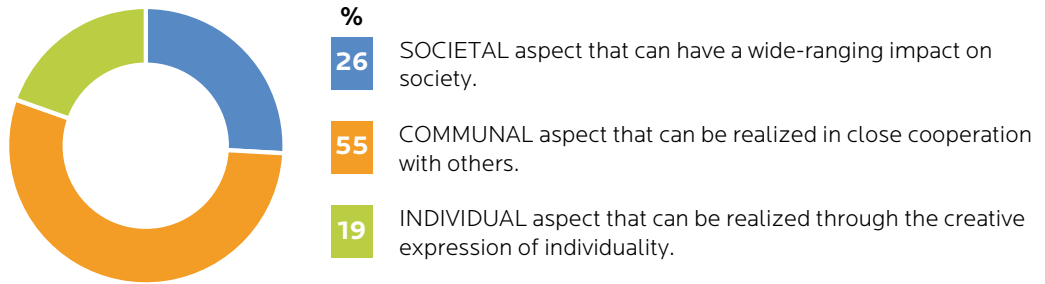 %
26
SOCIETAL aspect that can have a wide-ranging impact on
society.
55
COMMUNAL aspect that can be realized in close cooperation
with others.
19
INDIVIDUAL aspect that can be realized through the creative
expression of individuality.